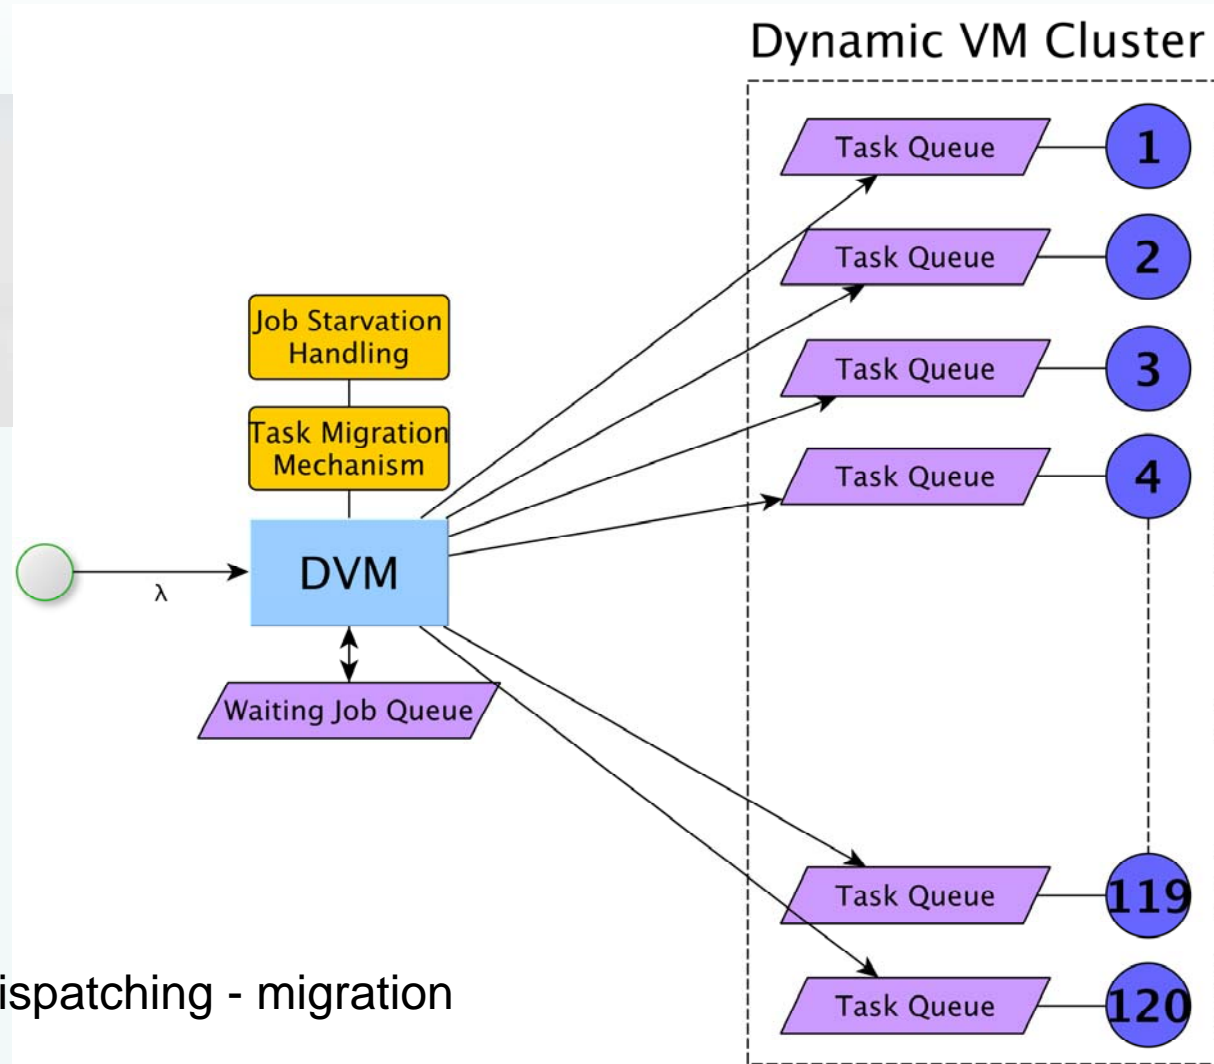 Dynamic VM Cluster
Task Queue
1
Task Queue
2
Job Starvation
Handling
Task Queue
3
Task Migration
Mechanism
Task Queue
4
DVM
λ
Waiting Job Queue
Task Queue
119
Task Queue
120
ispatching - migration